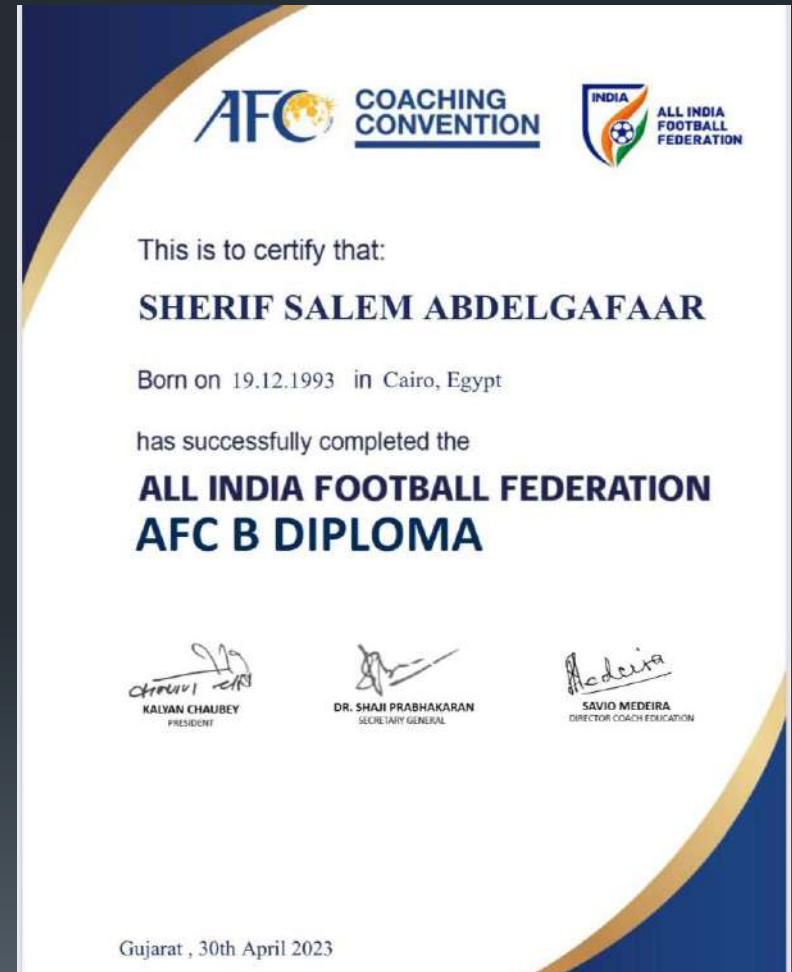 AFC COACHING CONVENTION
INDIA
ALL INDIA FOOTBALL FEDERATION
This is to certify that:
SHERIF SALEM ABDELGAFAAR
Born on 19.12.1993 in Cairo, Egypt
has successfully completed the
ALL INDIA FOOTBALL FEDERATION
AFC B DIPLOMA
KALYAN CHAUBEY
PRESIDENT
DR. SHAJI PRABHAKARAN
SECRETARY GENERAL
SAVIO MEDEIRA
DIRECTOR COACH EDUCATION
Gujarat , 30th April 2023